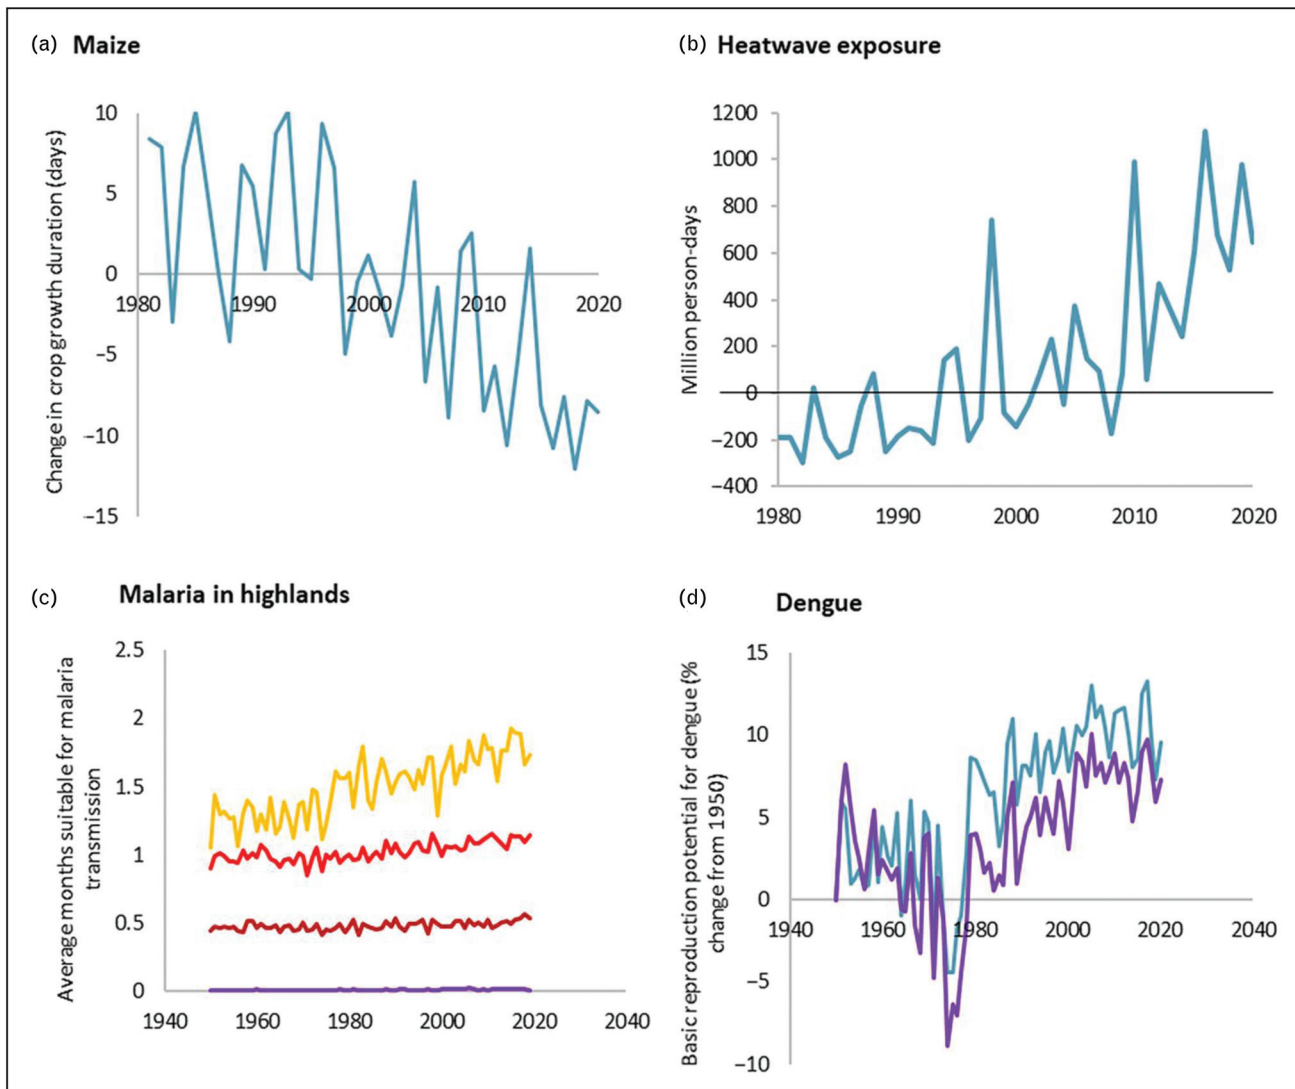 (a) Maize
Change in crop growth duration (days)
10
5
0
1980 1990 2000 2010 2020
−5
−10
−15
(b) Heatwave exposure
Million person-days
1200
1000
800
600
400
200
0
−200
−400
1980 1990 2000 2010 2020
(c) Malaria in highlands
Average months suitable for malaria
transmission
2.5
2
1.5
1
0.5
0
1940 1960 1980 2000 2020 2040
(d) Dengue
Basic reproduction potential for dengue (%
change from 1950)
15
10
5
0
1940 1960 1980 2000 2020 2040
−5
−10